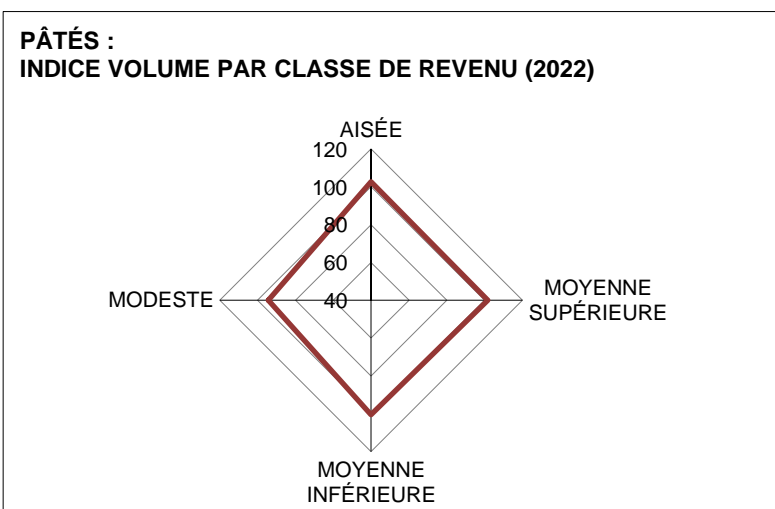 PÂTÉS :
INDICE VOLUME PAR CLASSE DE REVENU (2022)
AISÉE
120
100
80
60
40
MODESTE
MOYENNE
SUPÉRIEURE
MOYENNE
INFÉRIEURE